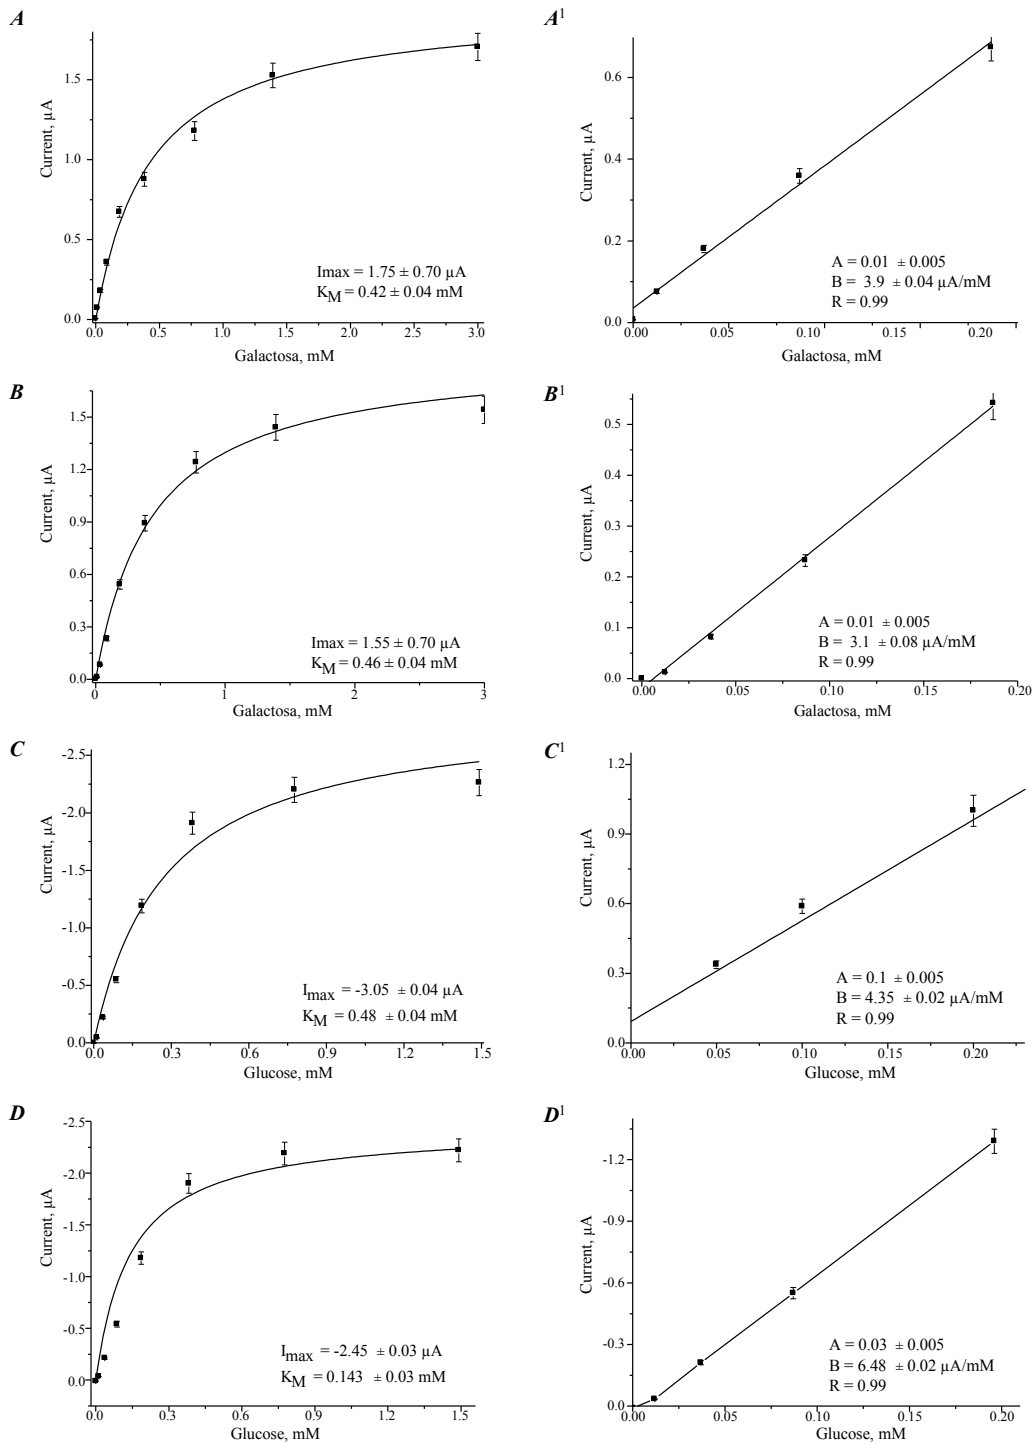 A
Current, µA
1.5
1.0
0.5
0.0
0.0 0.5 1.0 1.5 2.0 2.5 3.0
Galactosa, mM
Imax = 1.75 ± 0.70 µA
KM = 0.42 ± 0.04 mM
A1
Current, µA
0.6
0.4
0.2
0.0
0.00 0.05 0.10 0.15 0.20
Galactosa, mM
A = 0.01 ± 0.005
B = 3.9 ± 0.04 µA/mM
R = 0.99
B
Current, µA
1.5
1.2
0.9
0.6
0.3
0.0
0 1 2 3
Galactosa, mM
Imax = 1.55 ± 0.70 µA
KM = 0.46 ± 0.04 mM
B1
Current, µA
0.5
0.4
0.3
0.2
0.1
0.0
0.00 0.05 0.10 0.15 0.20
Galactosa, mM
A = 0.01 ± 0.005
B = 3.1 ± 0.08 µA/mM
R = 0.99
C
Current, µA
-2.5
-2.0
-1.5
-1.0
-0.5
0.0
0.0 0.3 0.6 0.9 1.2 1.5
Glucose, mM
Imax = -3.05 ± 0.04 µA
KM = 0.48 ± 0.04 mM
C1
Current, µA
1.2
0.9
0.6
0.3
0.00 0.05 0.10 0.15 0.20
Glucose, mM
A = 0.1 ± 0.005
B = 4.35 ± 0.02 µA/mM
R = 0.99
D
Current, µA
-2.5
-2.0
-1.5
-1.0
-0.5
0.0
0.0 0.3 0.6 0.9 1.2 1.5
Glucose, mM
Imax = -2.45 ± 0.03 µA
KM = 0.143 ± 0.03 mM
D1
Current, µA
-1.2
-0.9
-0.6
-0.3
0.0
0.00 0.05 0.10 0.15 0.20
Glucose, mM
A = 0.03 ± 0.005
B = 6.48 ± 0.02 µA/mM
R = 0.99